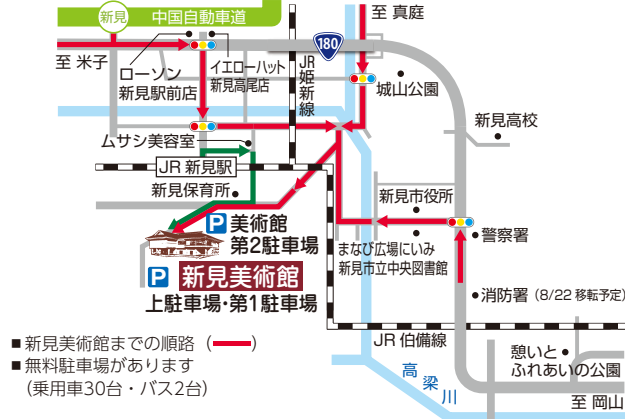 新見
中国自動車道
至 真庭
180
至 米子
ローソン
新見駅前店
イエローハット
新見高尾店
JR姫新線
城山公園
新見高校
ムサシ美容室
JR 新見駅
新見保育所
新見市役所
P 美術館
第2駐車場
まなび広場にいみ
新見市立中央図書館
警察署
P 新見美術館
上駐車場・第1駐車場
消防署（8/22 移転予定）
JR 伯備線
■ 新見美術館までの順路（　　）
■ 無料駐車場があります
（乗用車30台・バス2台）
高梁川
憩いと
ふれあいの公園
至 岡山